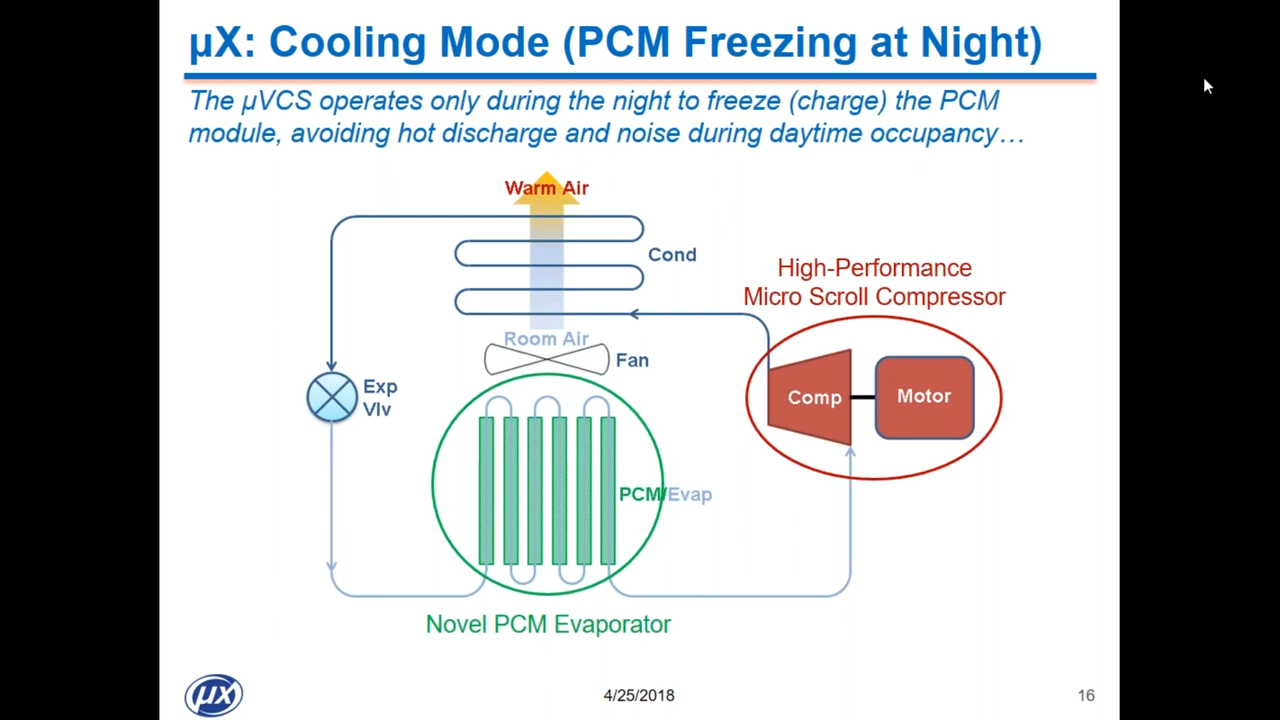 µX: Cooling Mode (PCM Freezing at Night)
The µVCS operates only during the night to freeze (charge) the PCM
module, avoiding hot discharge and noise during daytime occupancy…
Warm Air
Cond
High-Performance
Micro Scroll Compressor
Room Air
Fan
Exp
Vlv
Comp
Motor
PCM/Evap
Novel PCM Evaporator
µX
4/25/2018
16